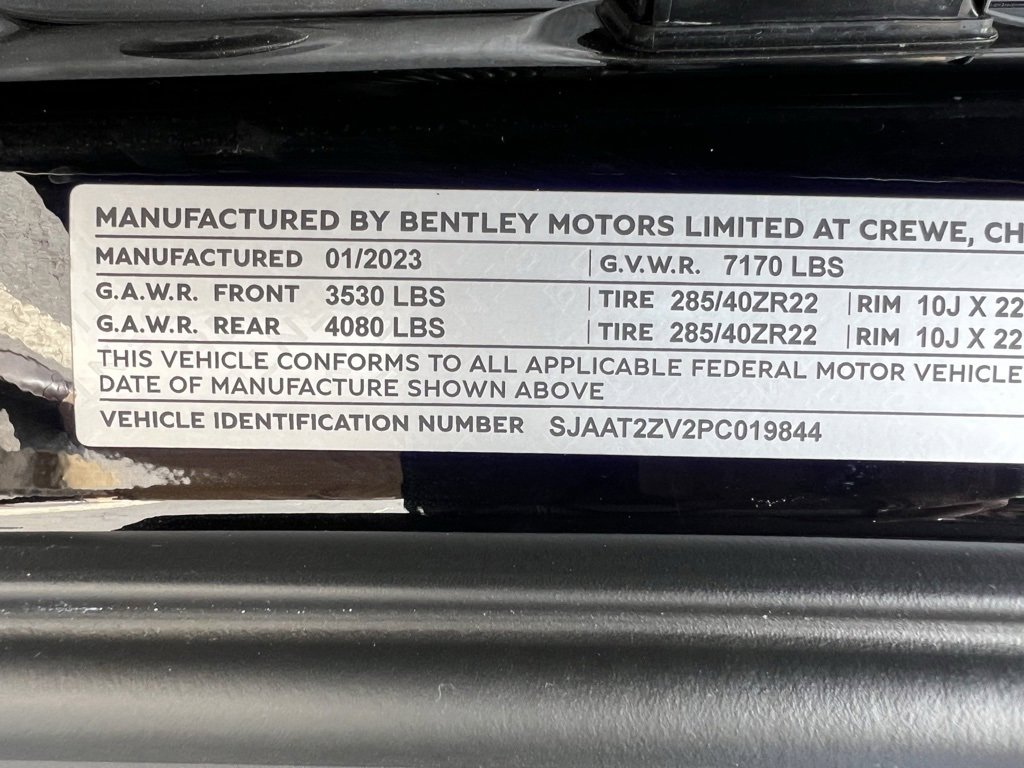 MANUFACTURED BY BENTLEY MOTORS LIMITED AT CREWE, CH
MANUFACTURED 01/2023 | G.V.W.R. 7170 LBS
G.A.W.R. FRONT 3530 LBS | TIRE 285/40ZR22 | RIM 10J X 22
G.A.W.R. REAR 4080 LBS | TIRE 285/40ZR22 | RIM 10J X 22
THIS VEHICLE CONFORMS TO ALL APPLICABLE FEDERAL MOTOR VEHICLE
DATE OF MANUFACTURE SHOWN ABOVE
VEHICLE IDENTIFICATION NUMBER SJAAT2ZV2PC019844